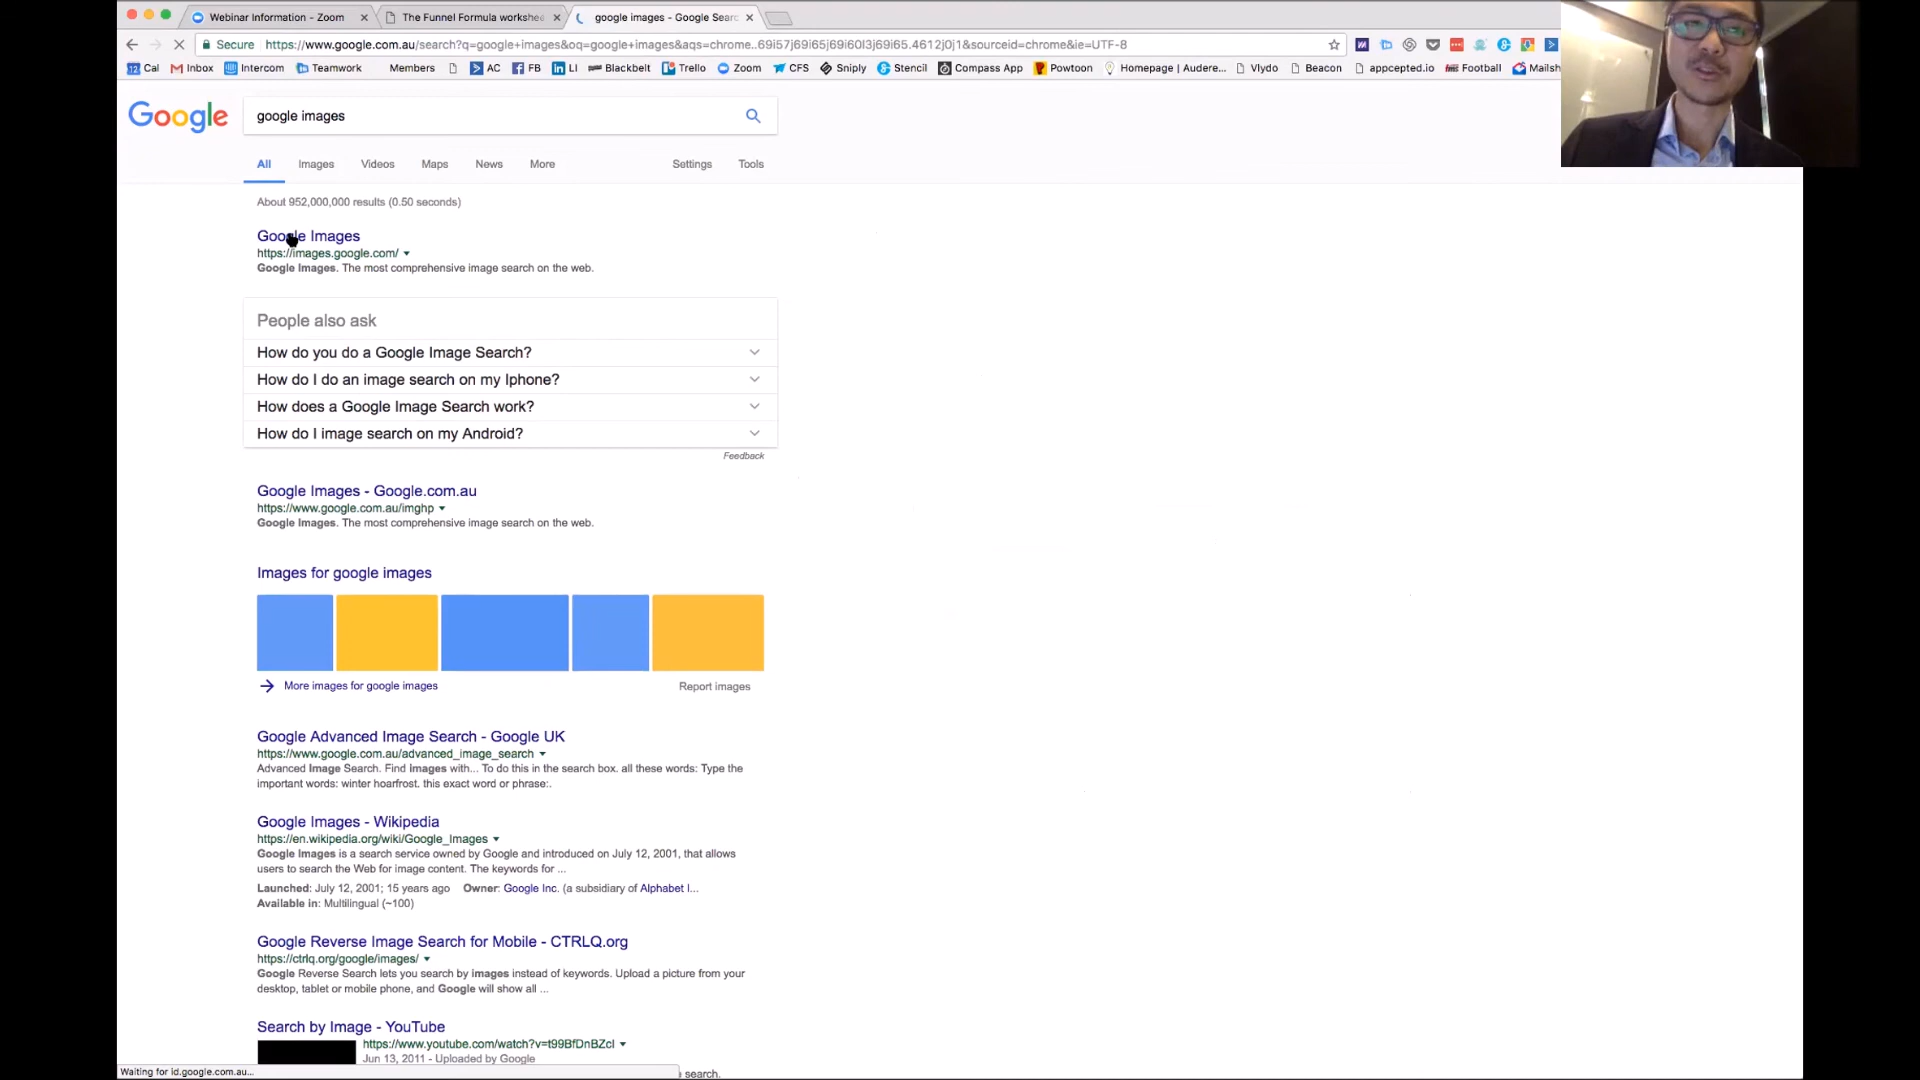 Webinar Information - Zoom
The Funnel Formula workshee
google images - Google Searc
Secure https://www.google.com.au/search?q=google+images&oq=google+images&aqs=chrome..69i57j69i65j69i60l3j69i65.4612j0j1&sourceid=chrome&ie=UTF-8
12 Cal Inbox Intercom Teamwork Members AC FB LI Blackbelt Trello Zoom CFS Sniply Stencil Compass App Powtoon Homepage | Audere... Vlydo Beacon appcepted.io Football Mailsh
Google
google images
All Images Videos Maps News More Settings Tools
About 952,000,000 results (0.50 seconds)
Google Images
https://images.google.com/
Google Images. The most comprehensive image search on the web.
People also ask
How do you do a Google Image Search?
How do I do an image search on my Iphone?
How does a Google Image Search work?
How do I image search on my Android?
Feedback
Google Images - Google.com.au
https://www.google.com.au/imghp
Google Images. The most comprehensive image search on the web.
Images for google images
More images for google images
Report images
Google Advanced Image Search - Google UK
https://www.google.com.au/advanced_image_search
Advanced Image Search. Find images with... To do this in the search box. all these words: Type the
important words: winter hoarfrost. this exact word or phrase:.
Google Images - Wikipedia
https://en.wikipedia.org/wiki/Google_Images
Google Images is a search service owned by Google and introduced on July 12, 2001, that allows
users to search the Web for image content. The keywords for ...
Launched: July 12, 2001; 15 years ago Owner: Google Inc. (a subsidiary of Alphabet I...
Available in: Multilingual (~100)
Google Reverse Image Search for Mobile - CTRLQ.org
https://ctrlq.org/google/images/
Google Reverse Search lets you search by images instead of keywords. Upload a picture from your
desktop, tablet or mobile phone, and Google will show all ...
Search by Image - YouTube
https://www.youtube.com/watch?v=t99BfDnBZcI
Jun 13, 2011 - Uploaded by Google
Waiting for id.google.com.au...
search.